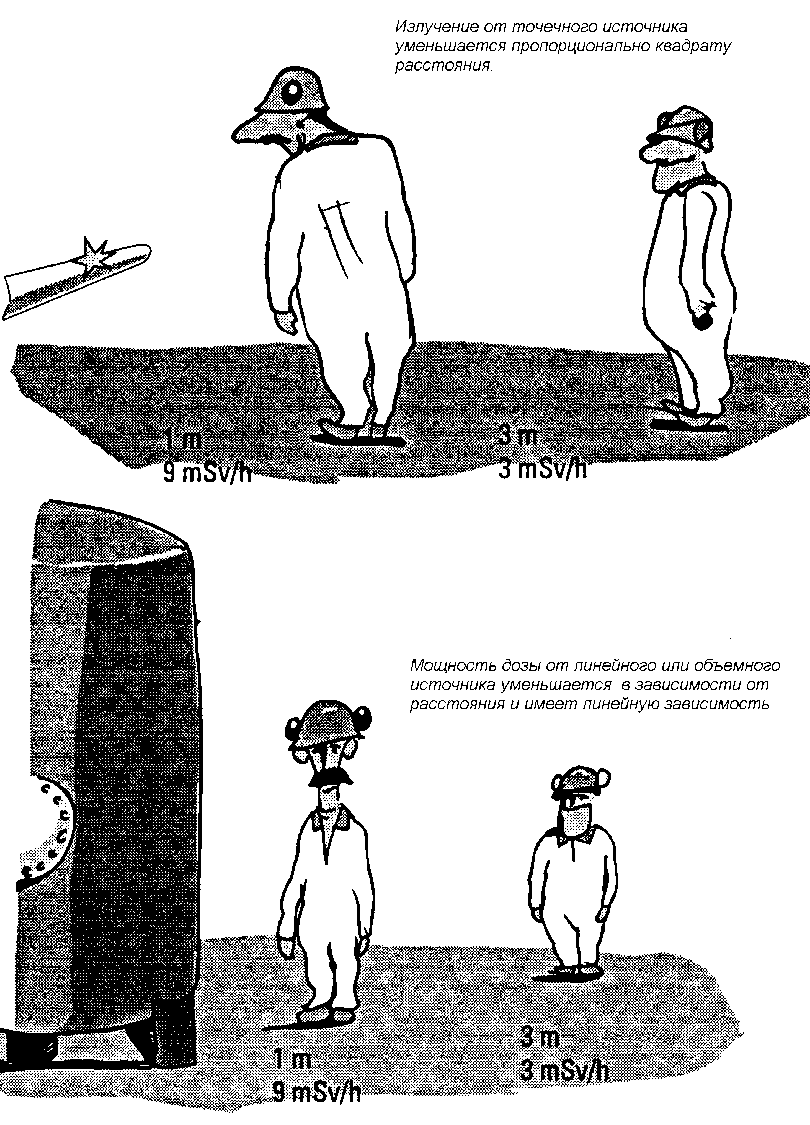 Излучение от точечного источника
уменьшается пропорционально квадрату
расстояния.
1 m
9 mSv/h
3 m
3 mSv/h
Мощность дозы от линейного или объемного
источника уменьшается в зависимости от
расстояния и имеет линейную зависимость
1 m
9 mSv/h
3 m
3 mSv/h